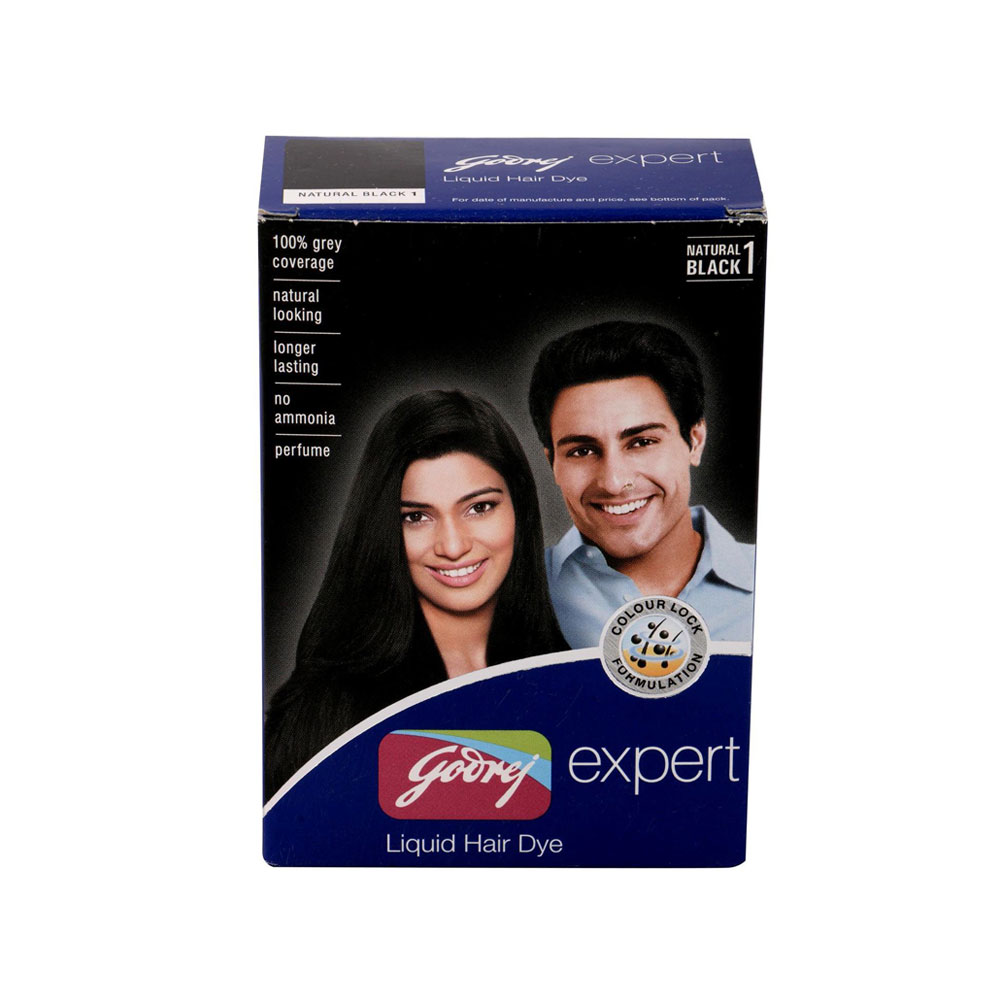 Godrej expert
Liquid Hair Dye
NATURAL BLACK 1
For date of manufacture and price, see bottom of pack.
100% grey
coverage
natural
looking
longer
lasting
no
ammonia
perfume
NATURAL
BLACK 1
COLOUR LOCK
FORMULATION
Godrej expert
Liquid Hair Dye